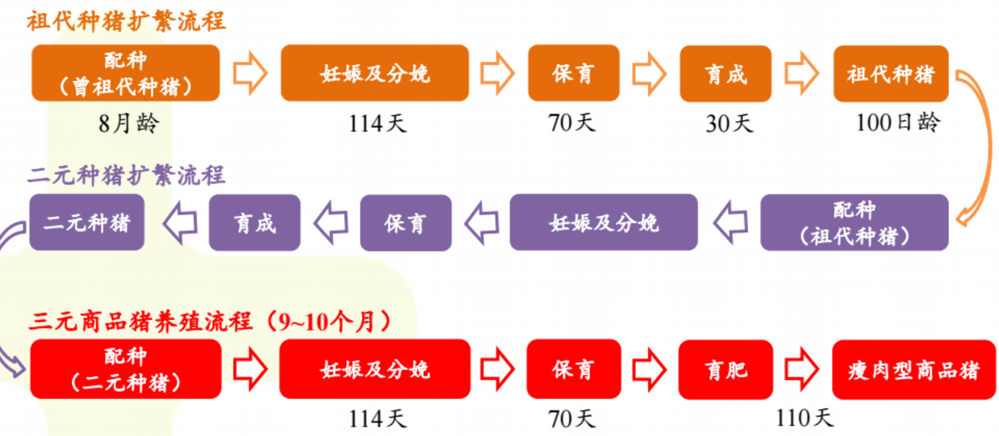 祖代种猪扩繁流程
配种
（曾祖代种猪）
妊娠及分娩
保育
育成
祖代种猪
8月龄
114天
70天
30天
100日龄
二元种猪扩繁流程
二元种猪
育成
保育
妊娠及分娩
配种
（祖代种猪）
三元商品猪养殖流程（9~10个月）
配种
（二元种猪）
妊娠及分娩
保育
育肥
瘦肉型商品猪
114天
70天
110天